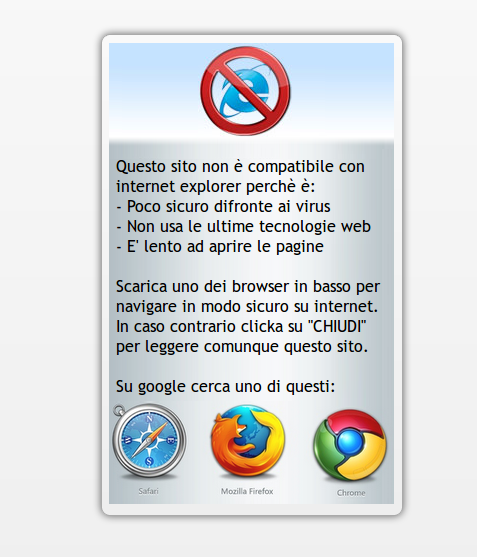 Questo sito non è compatibile con
internet explorer perchè è:
- Poco sicuro difronte ai virus
- Non usa le ultime tecnologie web
- E' lento ad aprire le pagine
Scarica uno dei browser in basso per
navigare in modo sicuro su internet.
In caso contrario clicka su "CHIUDI"
per leggere comunque questo sito.
Su google cerca uno di questi:
Safari Mozilla Firefox Chrome